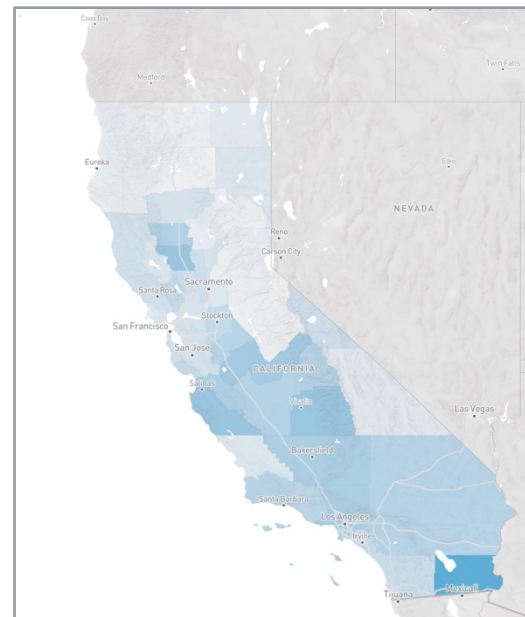 Coos Bay
Medford
Twin Falls
Eureka
Elko
NEVADA
Reno
Carson City
Sacramento
Santa Rosa
Stockton
San Francisco
San Jose
CALIFORNIA
Salinas
Visalia
Las Vegas
Bakersfield
Santa Barbara
Los Angeles
Irvine
Mexicali
Tijuana